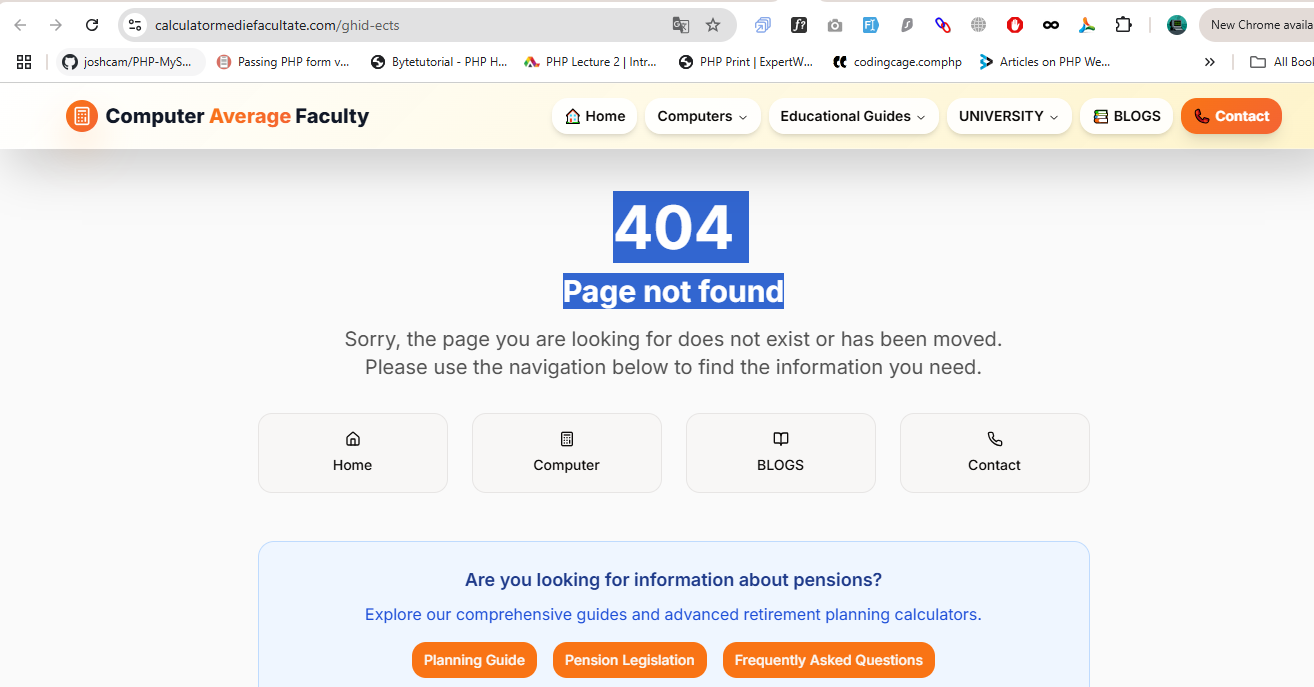 calculatormediefacultate.com/ghid-ects
New Chrome availa
joshcam/PHP-MyS...
Passing PHP form v...
Bytetutorial - PHP H...
PHP Lecture 2 | Intr...
PHP Print | ExpertW...
codingcage.comphp
Articles on PHP We...
All Bool
Computer Average Faculty
Home
Computers
Educational Guides
UNIVERSITY
BLOGS
Contact
404
Page not found
Sorry, the page you are looking for does not exist or has been moved.
Please use the navigation below to find the information you need.
Home
Computer
BLOGS
Contact
Are you looking for information about pensions?
Explore our comprehensive guides and advanced retirement planning calculators.
Planning Guide
Pension Legislation
Frequently Asked Questions